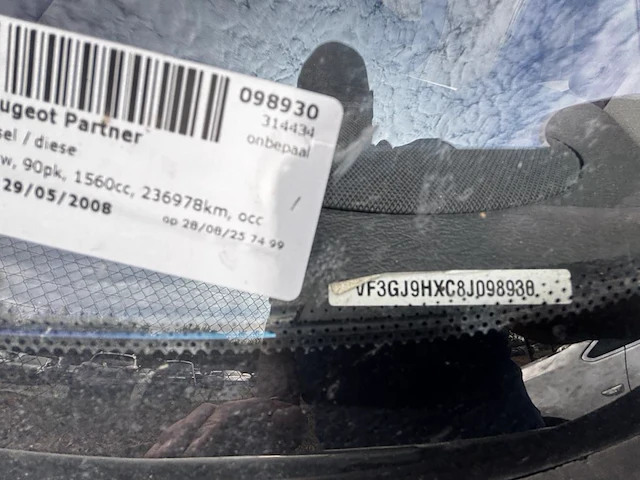 098930
314434
ugeot Partner
onbepaal
sel / diese
w, 90pk, 1560cc, 236978km, occ
29/05/2008
op 28/08/25 74 99
VF3GJ9HXC8J098930